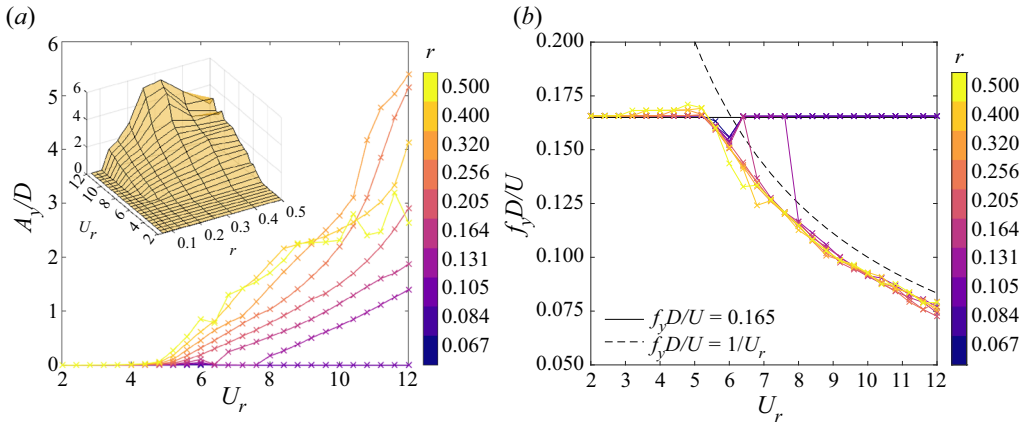 (a)
6
5
4
3
2
1
0
A_y/D
2 4 6 8 10 12
U_r
6
4
2
0
12 10 8 6 4 2
U_r
0.1 0.2 0.3 0.4 0.5
r
r
0.500
0.400
0.320
0.256
0.205
0.164
0.131
0.105
0.084
0.067
(b)
0.200
0.175
0.150
0.125
0.100
0.075
0.050
f_yD/U
f_yD/U = 0.165
f_yD/U = 1/U_r
2 3 4 5 6 7 8 9 10 11 12
U_r
r
0.500
0.400
0.320
0.256
0.205
0.164
0.131
0.105
0.084
0.067